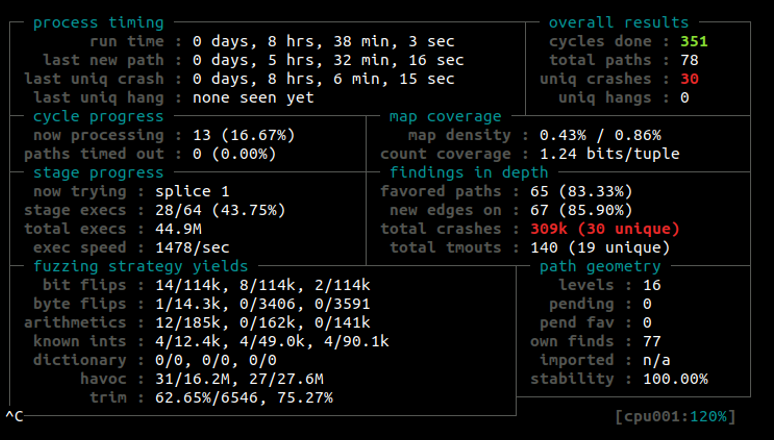 process timing overall results
run time : 0 days, 8 hrs, 38 min, 3 sec cycles done : 351
last new path : 0 days, 5 hrs, 32 min, 16 sec total paths : 78
last uniq crash : 0 days, 8 hrs, 6 min, 15 sec uniq crashes : 30
last uniq hang : none seen yet uniq hangs : 0
cycle progress map coverage
now processing : 13 (16.67%) map density : 0.43% / 0.86%
paths timed out : 0 (0.00%) count coverage : 1.24 bits/tuple
stage progress findings in depth
now trying : splice 1 favored paths : 65 (83.33%)
stage execs : 28/64 (43.75%) new edges on : 67 (85.90%)
total execs : 44.9M total crashes : 309k (30 unique)
exec speed : 1478/sec total tmouts : 140 (19 unique)
fuzzing strategy yields path geometry
bit flips : 14/114k, 8/114k, 2/114k levels : 16
byte flips : 1/14.3k, 0/3406, 0/3591 pending : 0
arithmetics : 12/185k, 0/162k, 0/141k pend fav : 0
known ints : 4/12.4k, 4/49.0k, 4/90.1k own finds : 77
dictionary : 0/0, 0/0, 0/0 imported : n/a
havoc : 31/16.2M, 27/27.6M stability : 100.00%
trim : 62.65%/6546, 75.27%
^C [cpu001:120%]